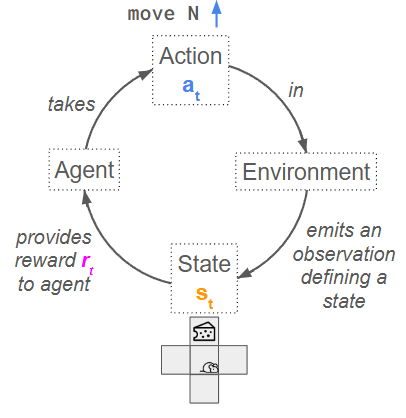 move N
Action
a_t
takes
in
Agent
Environment
provides
reward r_t
to agent
State
s_t
emits an
observation
defining a
state